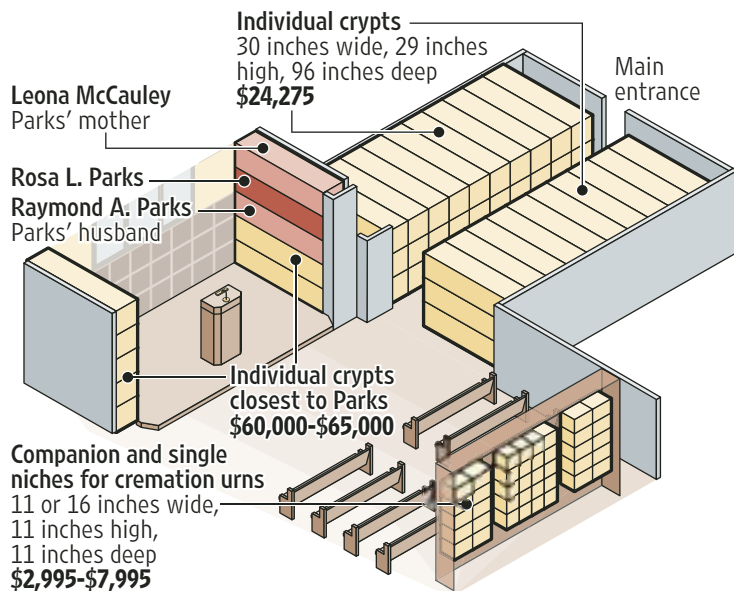 Individual crypts
30 inches wide, 29 inches
high, 96 inches deep
$24,275
Main
entrance
Leona McCauley
Parks' mother
Rosa L. Parks
Raymond A. Parks
Parks' husband
Individual crypts
closest to Parks
$60,000-$65,000
Companion and single
niches for cremation urns
11 or 16 inches wide,
11 inches high,
11 inches deep
$2,995-$7,995